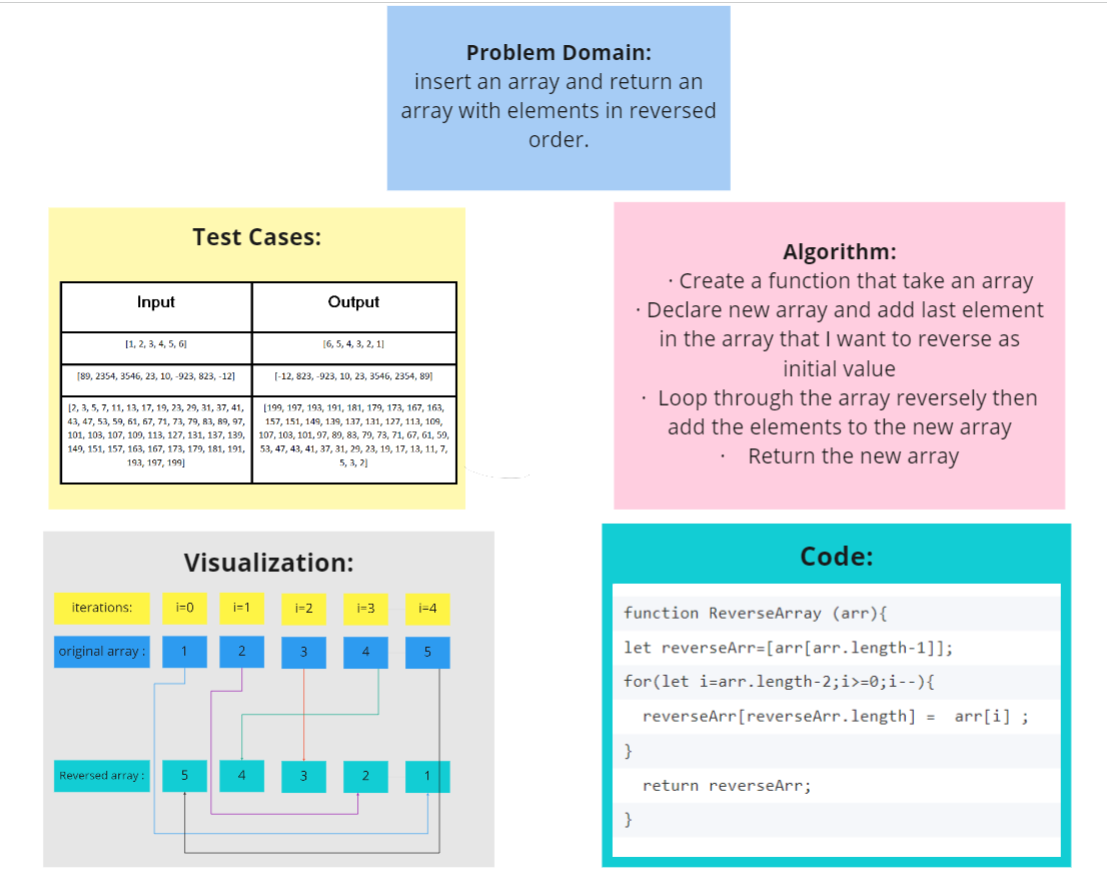 Problem Domain:
insert an array and return an
array with elements in reversed
order.
Test Cases:
Input
Output
[1, 2, 3, 4, 5, 6]
[6, 5, 4, 3, 2, 1]
[89, 2354, 3546, 23, 10, -923, 823, -12]
[-12, 823, -923, 10, 23, 3546, 2354, 89]
[2, 3, 5, 7, 11, 13, 17, 19, 23, 29, 31, 37, 41,
43, 47, 53, 59, 61, 67, 71, 73, 79, 83, 89, 97,
101, 103, 107, 109, 113, 127, 131, 137, 139,
149, 151, 157, 163, 167, 173, 179, 181, 191,
193, 197, 199]
[199, 197, 193, 191, 181, 179, 173, 167, 163,
157, 151, 149, 139, 137, 131, 127, 113, 109,
107, 103, 101, 97, 89, 83, 79, 73, 71, 67, 61, 59,
53, 47, 43, 41, 37, 31, 29, 23, 19, 17, 13, 11, 7,
5, 3, 2]
Algorithm:
· Create a function that take an array
· Declare new array and add last element
in the array that I want to reverse as
initial value
· Loop through the array reversely then
add the elements to the new array
· Return the new array
Visualization:
iterations: i=0 i=1 i=2 i=3 i=4
original array : 1 2 3 4 5
Reversed array : 5 4 3 2 1
Code:
function ReverseArray (arr){
let reverseArr=[arr[arr.length-1]];
for(let i=arr.length-2;i>=0;i--){
reverseArr[reverseArr.length] = arr[i] ;
}
return reverseArr;
}